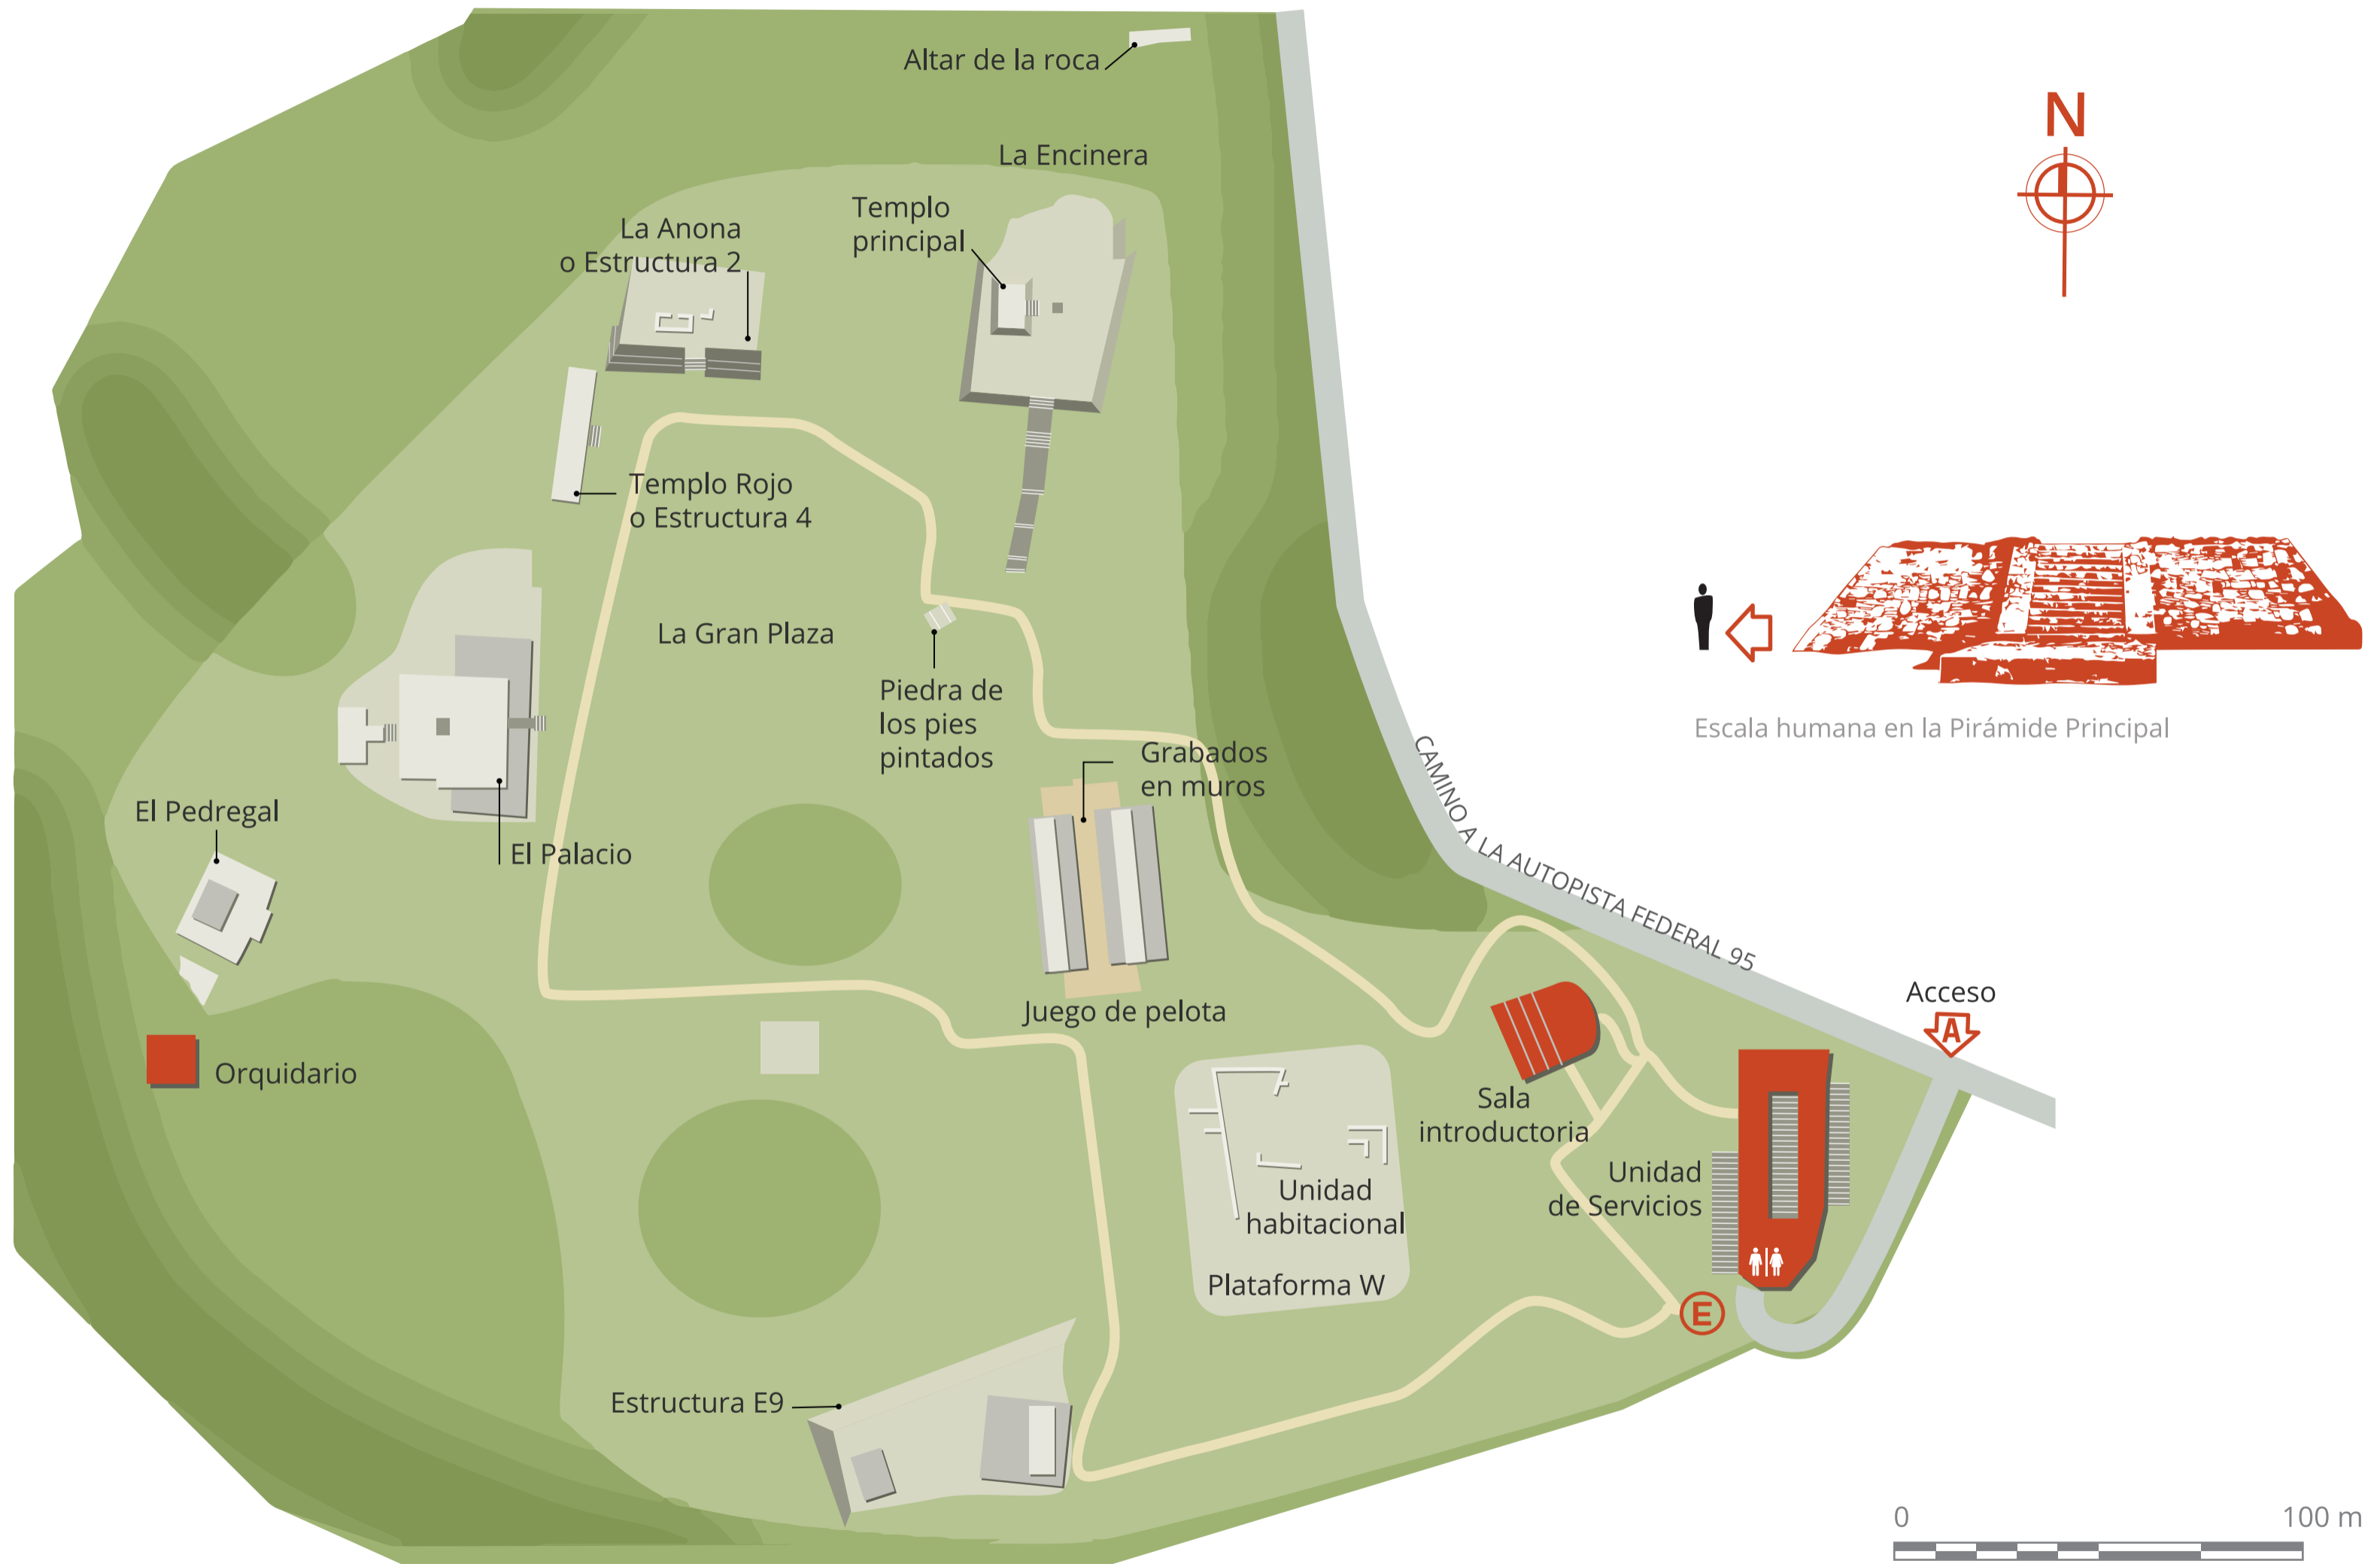 Altar de la roca
N
La Encinera
Templo
principal
La Anona
o Estructura 2
Templo Rojo
o Estructura 4
La Gran Plaza
Piedra de
los pies
pintados
Escala humana en la Pirámide Principal
Grabados
en muros
CAMINO A LA AUTOPISTA FEDERAL 95
El Pedregal
El Palacio
Acceso
A
Juego de pelota
Orquidario
Sala
introductoria
Unidad
de Servicios
Unidad
habitacional
Plataforma W
E
Estructura E9
0
100 m